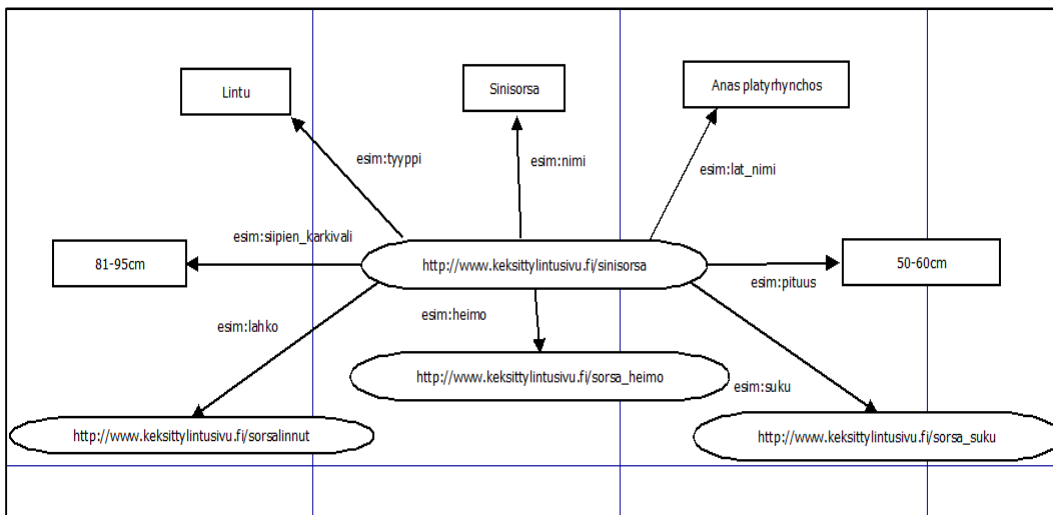 Lintu
Sinisorsa
Anas platyrhynchos
esim:tyyppi
esim:nimi
esim:lat_nimi
esim:siipien_karkivali
81-95cm
http://www.keksittylintusivu.fi/sinisorsa
50-60cm
esim:pituus
esim:lahko
esim:heimo
http://www.keksittylintusivu.fi/sorsa_heimo
esim:suku
http://www.keksittylintusivu.fi/sorsalinnut
http://www.keksittylintusivu.fi/sorsa_suku